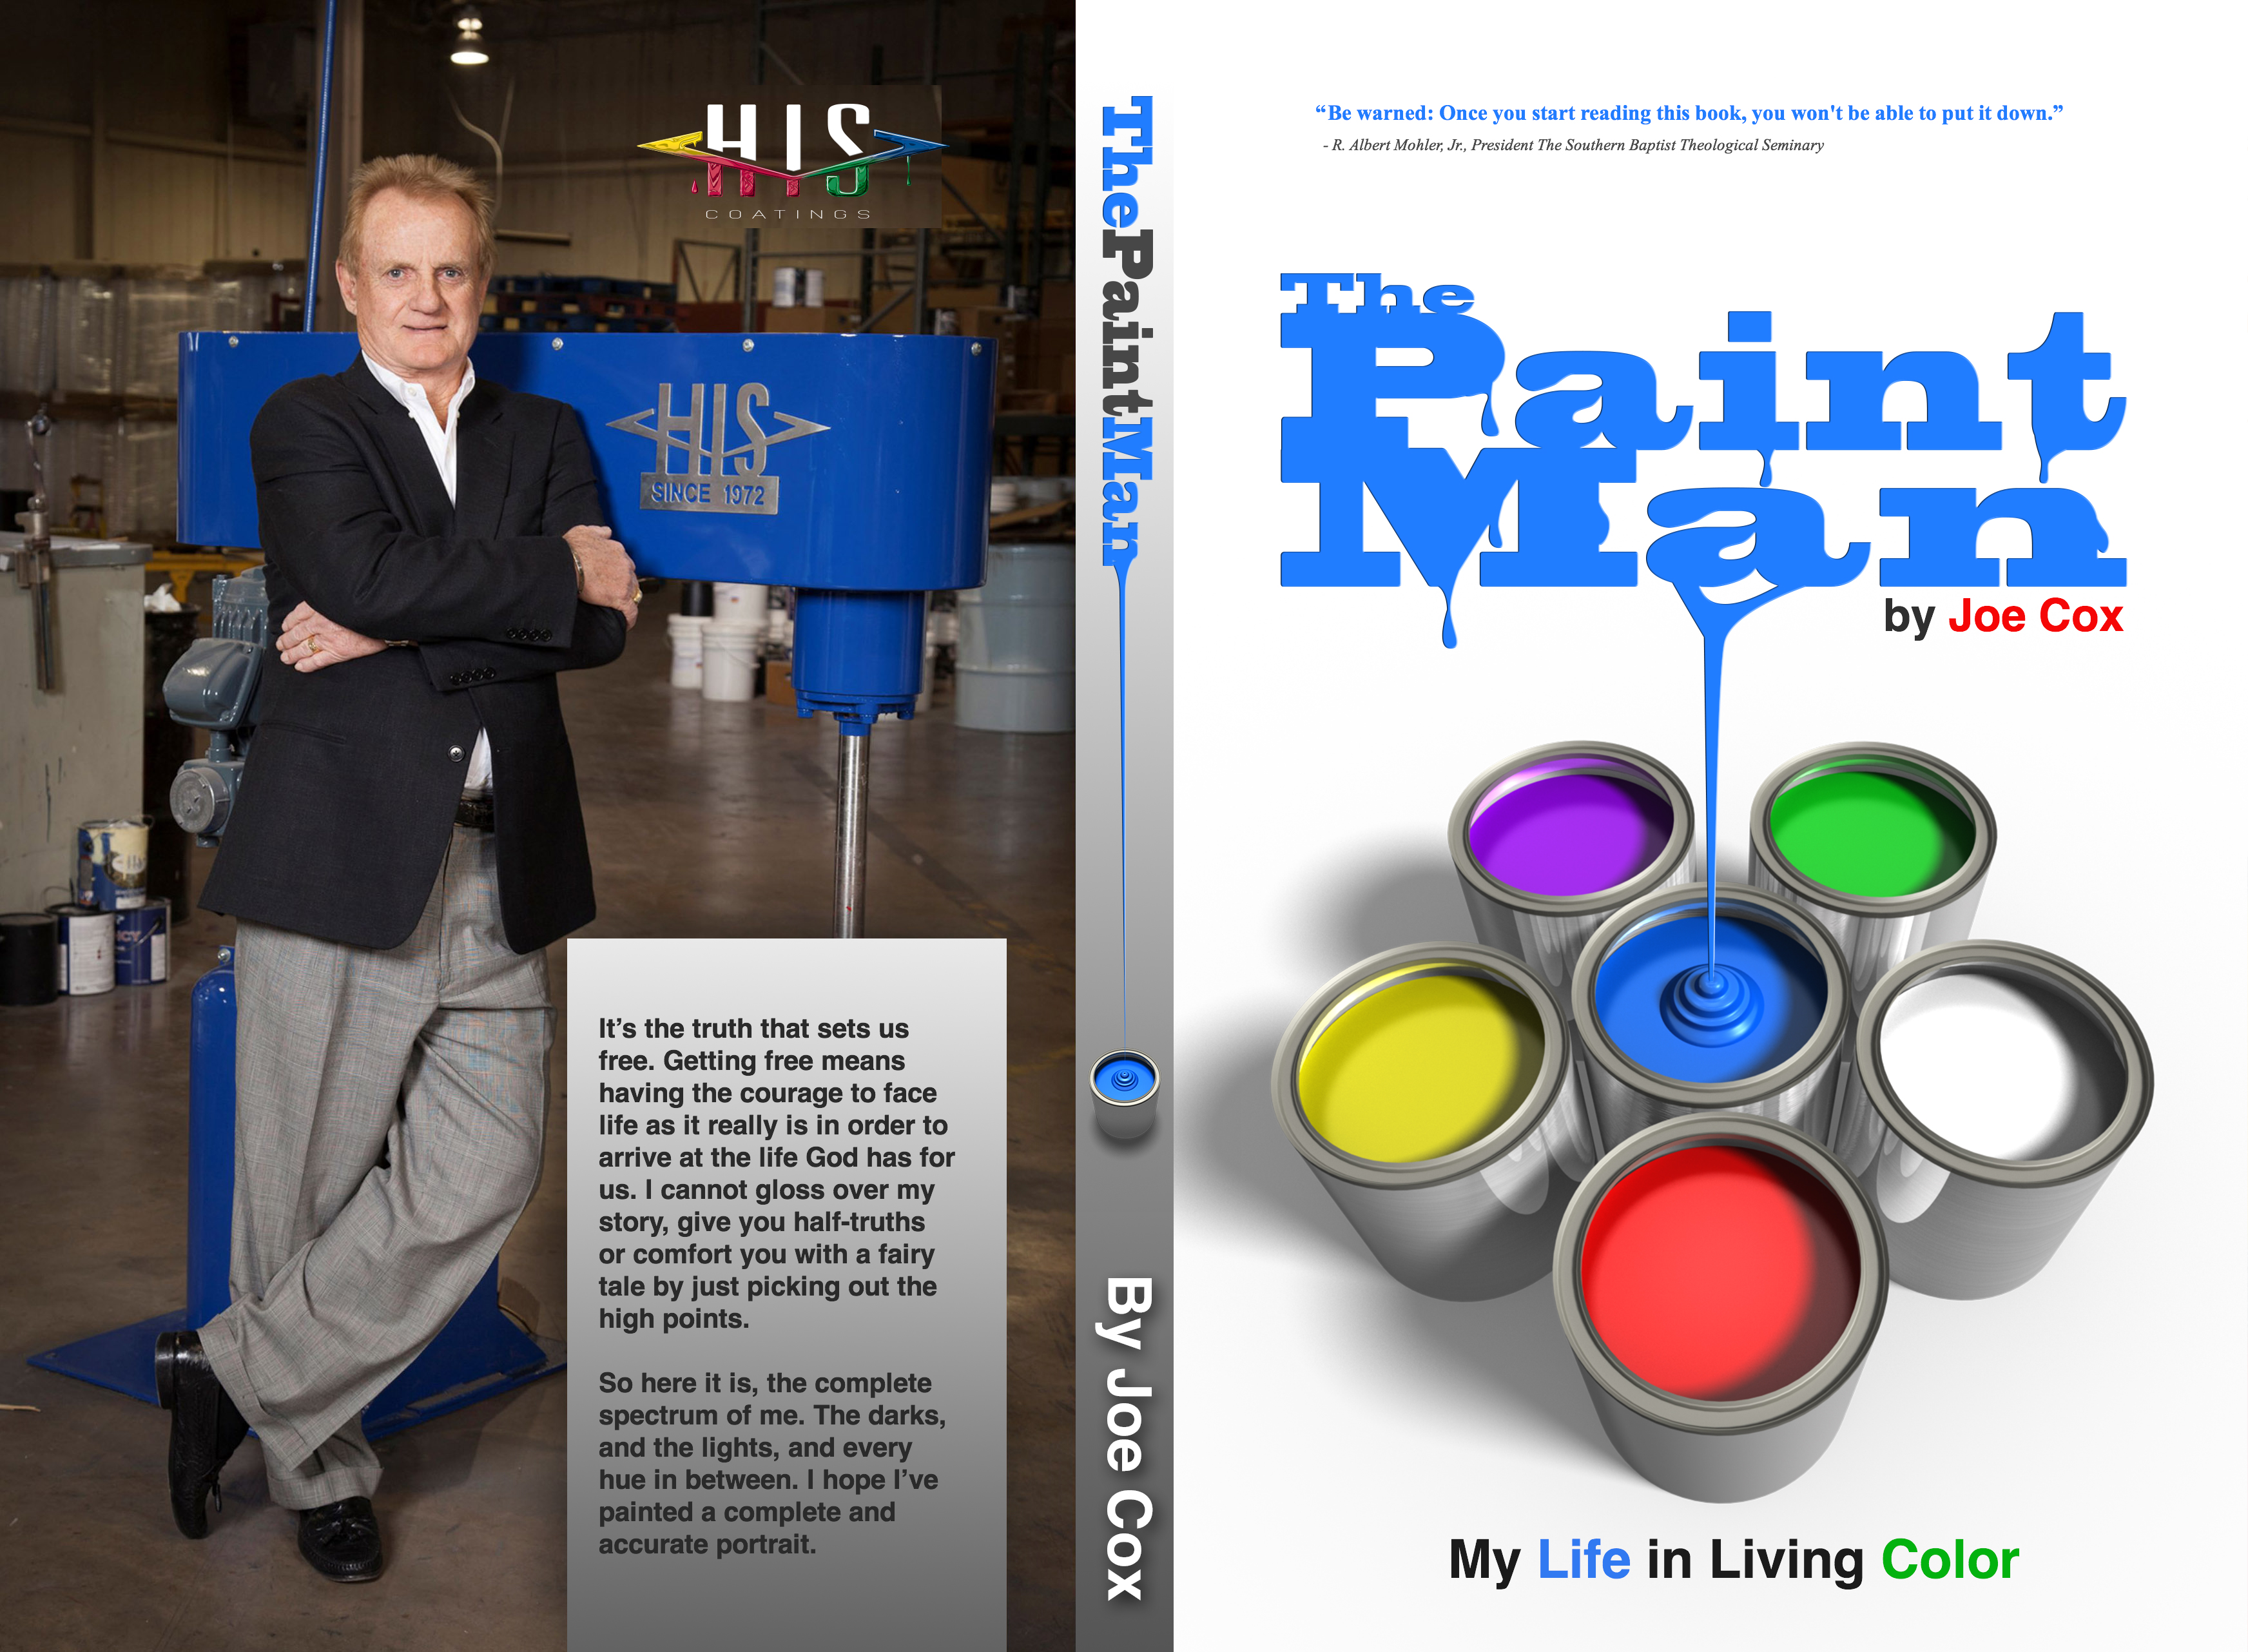 HIS
COATINGS
HIS
SINCE 1972
It’s the truth that sets us
free. Getting free means
having the courage to face
life as it really is in order to
arrive at the life God has for
us. I cannot gloss over my
story, give you half-truths
or comfort you with a fairy
tale by just picking out the
high points.
So here it is, the complete
spectrum of me. The darks,
and the lights, and every
hue in between. I hope I’ve
painted a complete and
accurate portrait.
ThePaintMan
By Joe Cox
“Be warned: Once you start reading this book, you won't be able to put it down.”
- R. Albert Mohler, Jr., President The Southern Baptist Theological Seminary
The
Paint
Man
by Joe Cox
My Life in Living Color